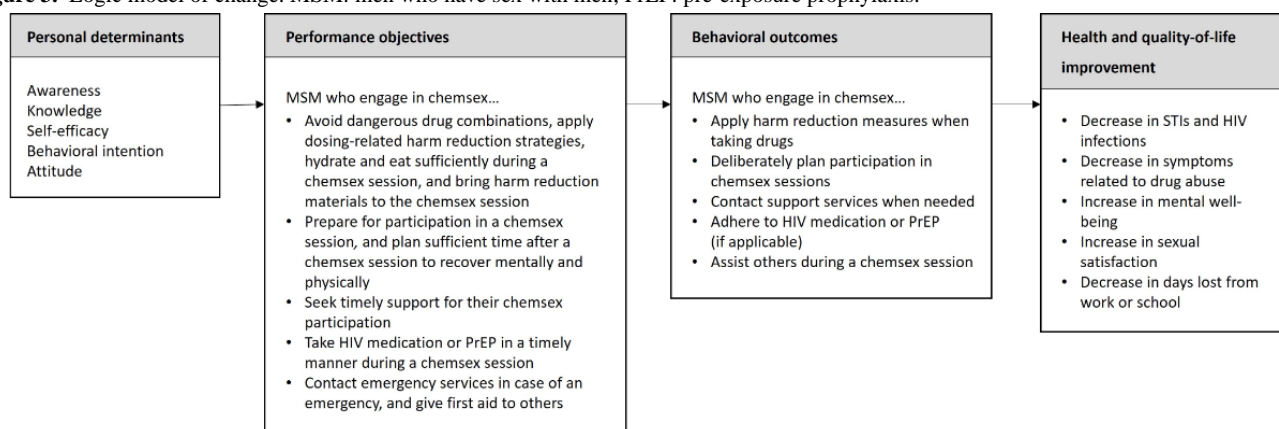 gure 3. Logic model of change. MSM: men who have sex with men; PrEP: pre-exposure prophylaxis.
Personal determinants
Awareness
Knowledge
Self-efficacy
Behavioral intention
Attitude
Performance objectives
MSM who engage in chemsex...
• Avoid dangerous drug combinations, apply
dosing-related harm reduction strategies,
hydrate and eat sufficiently during a
chemsex session, and bring harm reduction
materials to the chemsex session
• Prepare for participation in a chemsex
session, and plan sufficient time after a
chemsex session to recover mentally and
physically
• Seek timely support for their chemsex
participation
• Take HIV medication or PrEP in a timely
manner during a chemsex session
• Contact emergency services in case of an
emergency, and give first aid to others
Behavioral outcomes
MSM who engage in chemsex...
• Apply harm reduction measures when
taking drugs
• Deliberately plan participation in
chemsex sessions
• Contact support services when needed
• Adhere to HIV medication or PrEP
(if applicable)
• Assist others during a chemsex session
Health and quality-of-life
improvement
• Decrease in STIs and HIV
infections
• Decrease in symptoms
related to drug abuse
• Increase in mental well-
being
• Increase in sexual
satisfaction
• Decrease in days lost from
work or school